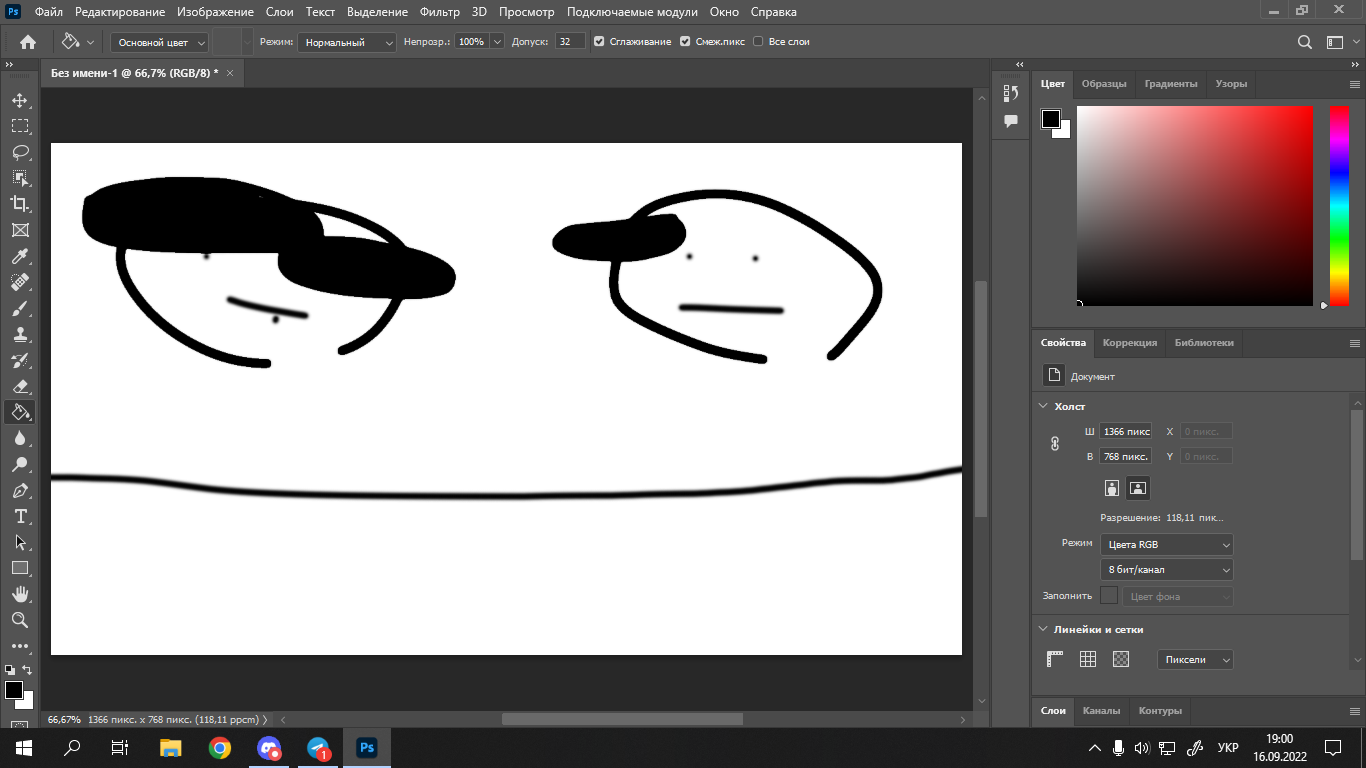 Ps Файл Редактирование Изображение Слои Текст Выделение Фильтр 3D Просмотр Подключаемые модули Окно Справка
Основной цвет Режим: Нормальный Непрозр.: 100% Допуск: 32 Сглаживание Смеж.пикс Все слои
Без имени-1 @ 66,7% (RGB/8) * ×
Цвет Образцы Градиенты Узоры
Свойства Коррекция Библиотеки
Документ
Холст
Ш 1366 пикс X 0 пикс.
В 768 пикс. Y 0 пикс.
Разрешение: 118,11 пик...
Режим Цвета RGB
8 бит/канал
Заполнить Цвет фона
Линейки и сетки
Пиксели
Слои Каналы Контуры
66,67% 1366 пикс. x 768 пикс. (118,11 ppcm)
1 Ps УКР 19:00
16.09.2022